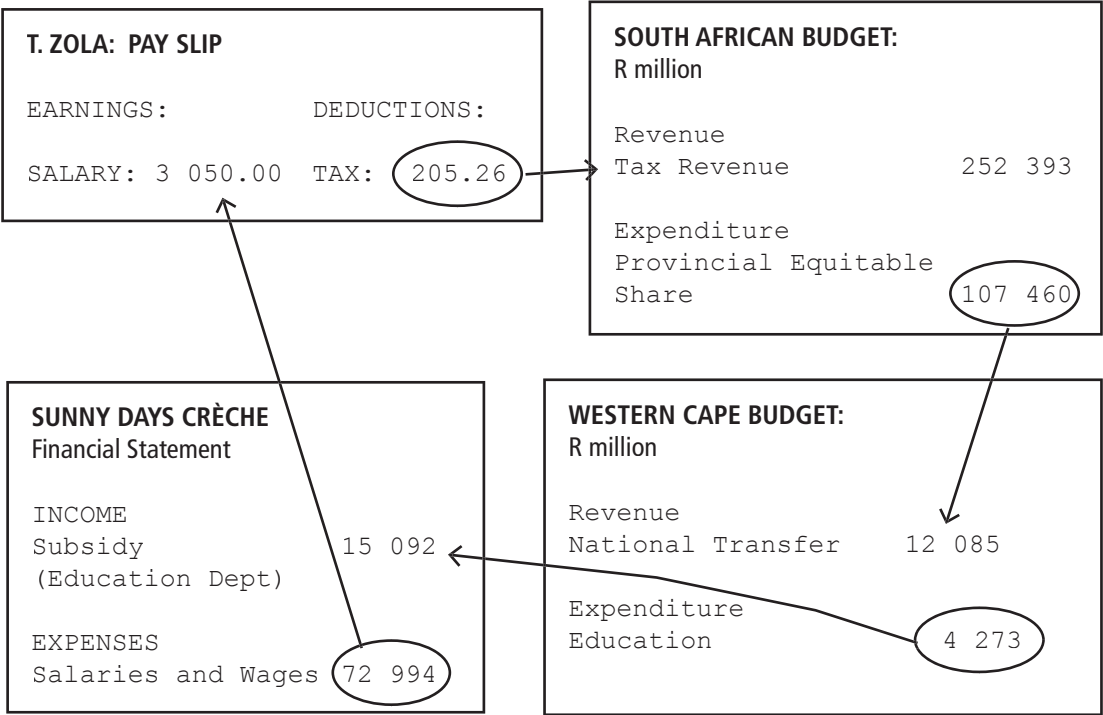 T. ZOLA: PAY SLIP
EARNINGS: DEDUCTIONS:
SALARY: 3 050.00 TAX: 205.26
SOUTH AFRICAN BUDGET:
R million
Revenue
Tax Revenue 252 393
Expenditure
Provincial Equitable
Share 107 460
SUNNY DAYS CRÈCHE
Financial Statement
INCOME
Subsidy 15 092
(Education Dept)
EXPENSES
Salaries and Wages 72 994
WESTERN CAPE BUDGET:
R million
Revenue
National Transfer 12 085
Expenditure
Education 4 273